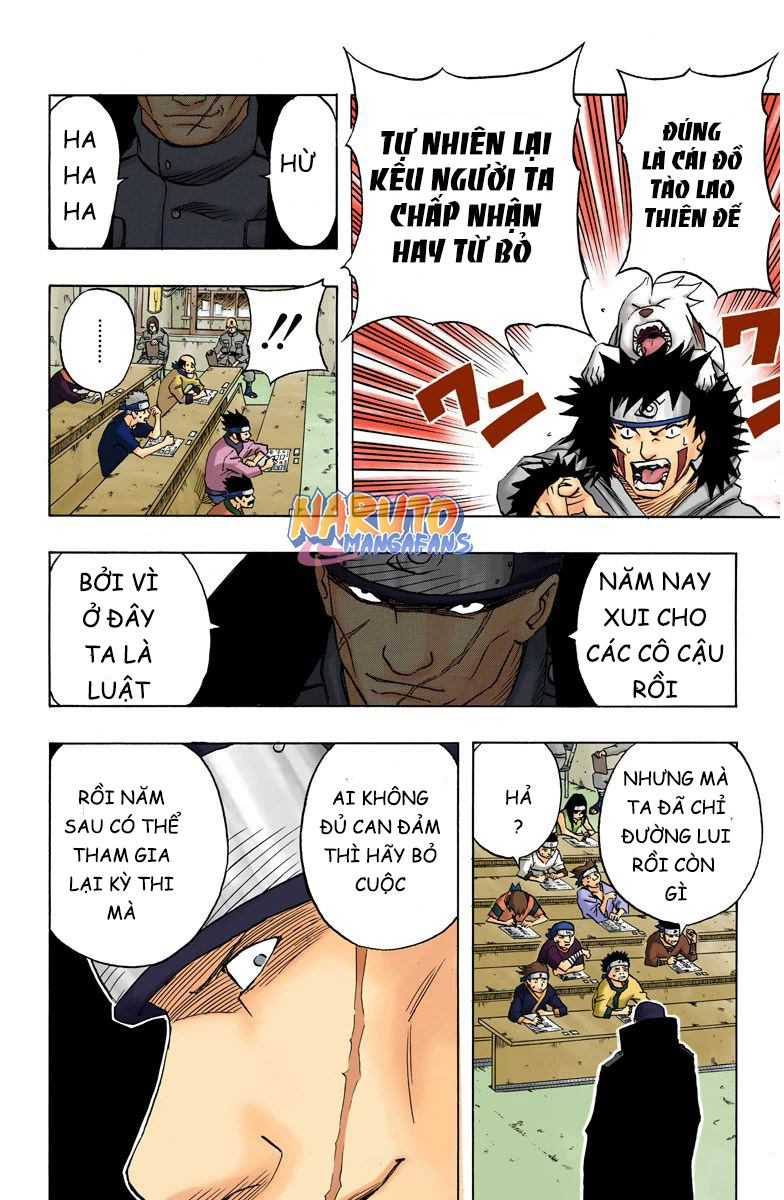 ĐÚNG
LÀ CÁI ĐỒ
TÀO LAO
THIÊN ĐẾ
TỰ NHIÊN LẠI
KÊU NGƯỜI TA
CHẤP NHẬN
HAY TỪ BỎ
ワン
ワン
HỪ
HA
HA
HA
!!
..........
NARUTO
MANGAFANS
NĂM NAY
XUI CHO
CÁC CÔ CẬU
RỒI
BỞI VÌ
Ở ĐÂY
TA LÀ
LUẬT
NHƯNG MÀ
TA ĐÃ CHỈ
ĐƯỜNG LUI
RỒI CÒN
GÌ
HẢ
?
AI KHÔNG
ĐỦ CAN ĐẢM
THÌ HÃY BỎ
CUỘC
RỒI NĂM
SAU CÓ THỂ
THAM GIA
LẠI KỲ THI
MÀ